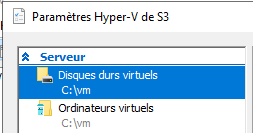 Paramètres Hyper-V de S3
Serveur
Disques durs virtuels
C:\vm
Ordinateurs virtuels
C:\vm